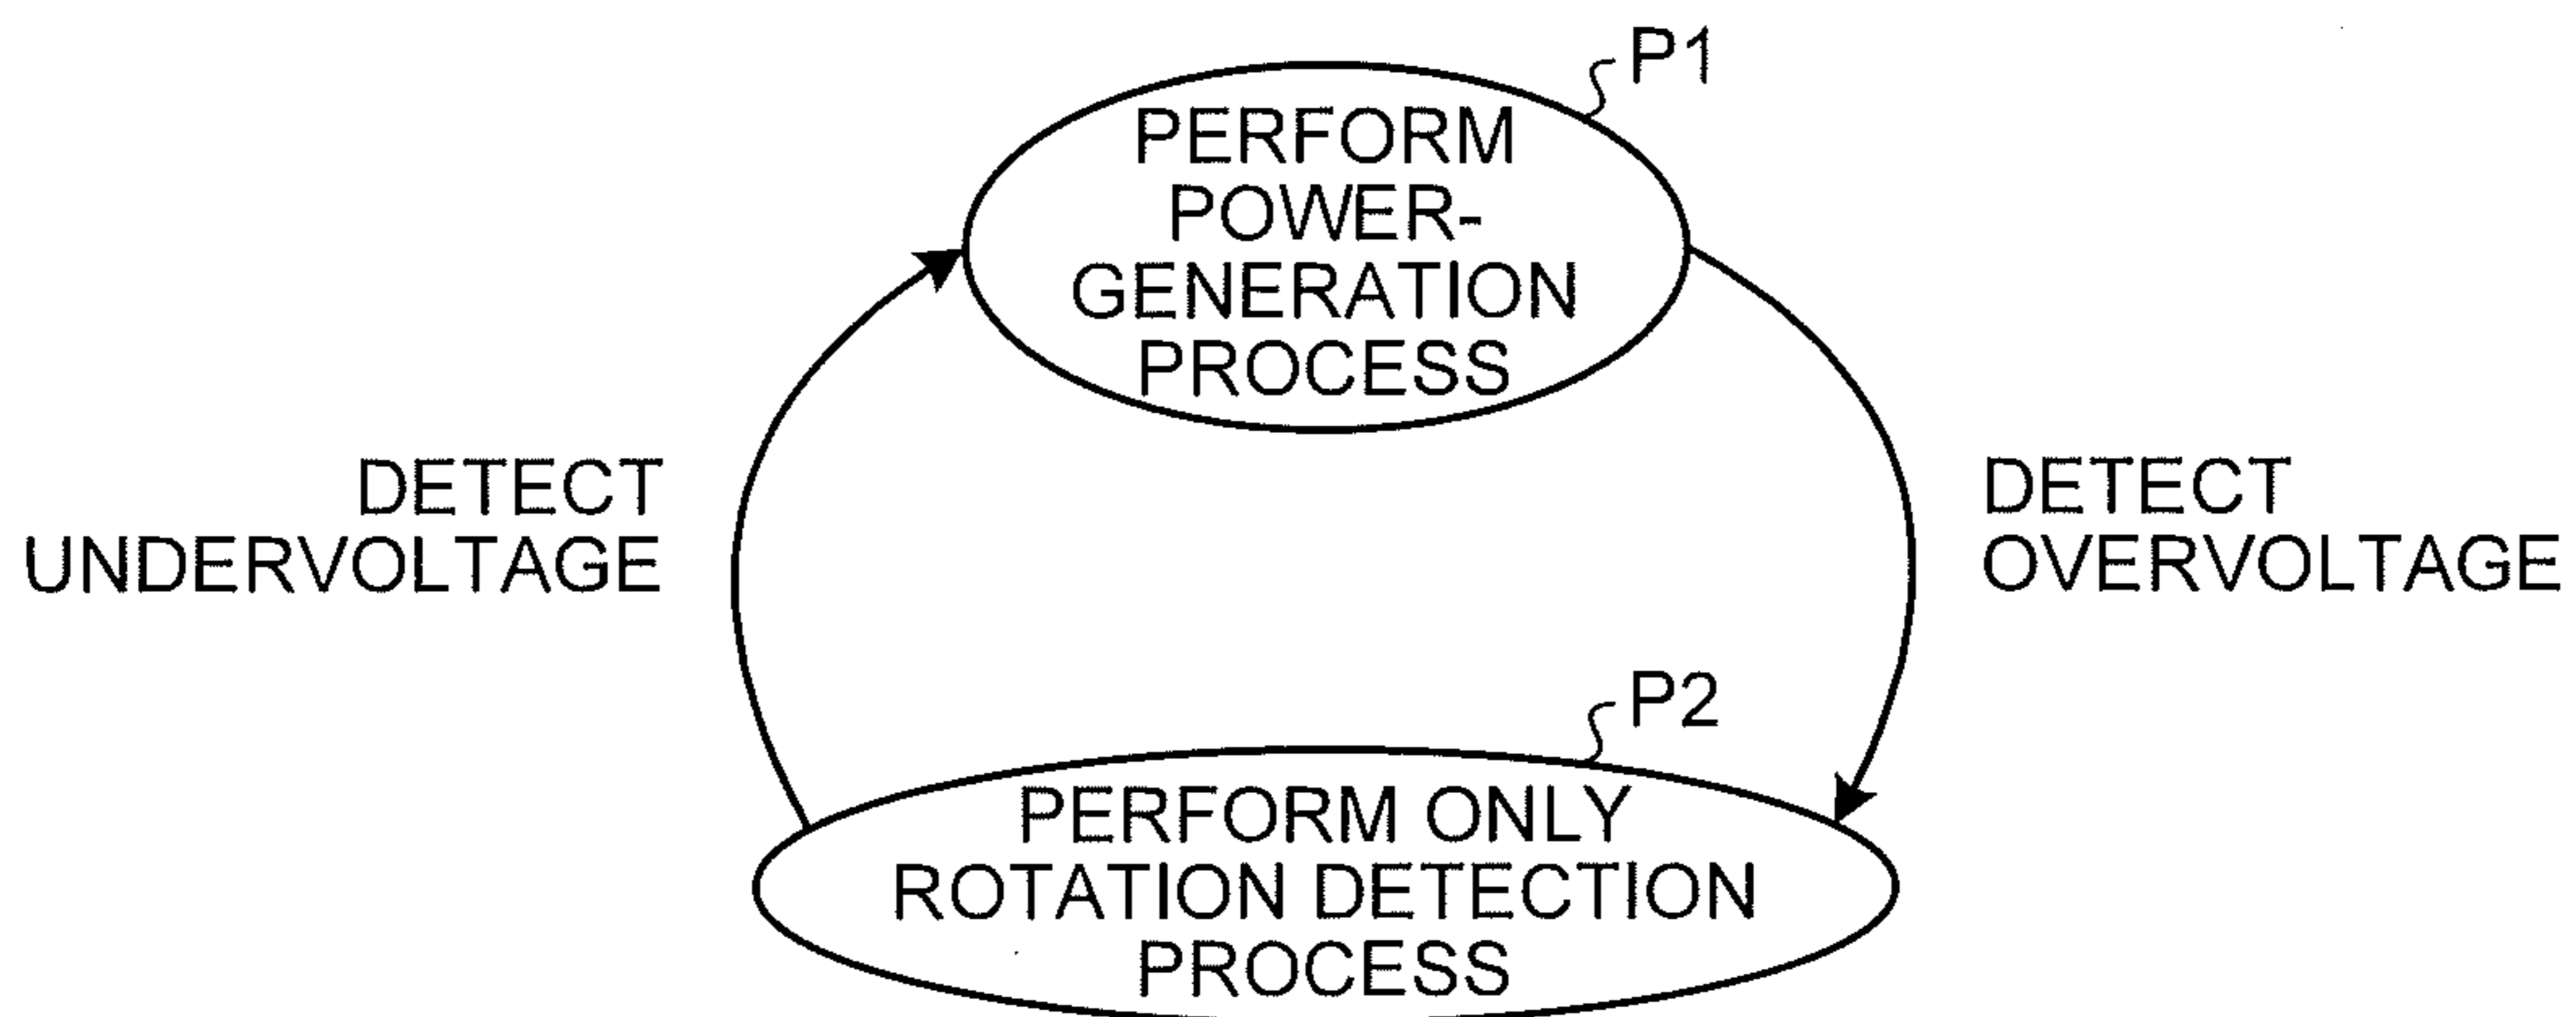 P1
PERFORM
POWER-
GENERATION
PROCESS
DETECT
UNDERVOLTAGE
DETECT
OVERVOLTAGE
P2
PERFORM ONLY
ROTATION DETECTION
PROCESS